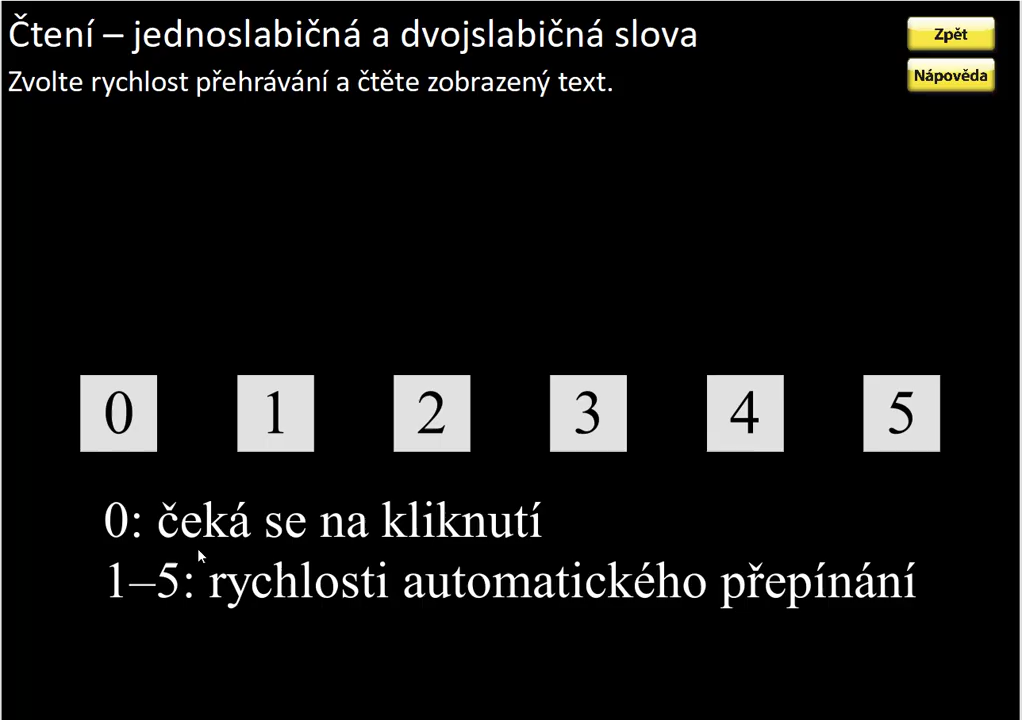 Čtení – jednoslabičná a dvojslabičná slova
Zpět
Zvolte rychlost přehrávání a čtěte zobrazený text.
Nápověda
0 1 2 3 4 5
0: čeká se na kliknutí
1–5: rychlosti automatického přepínání